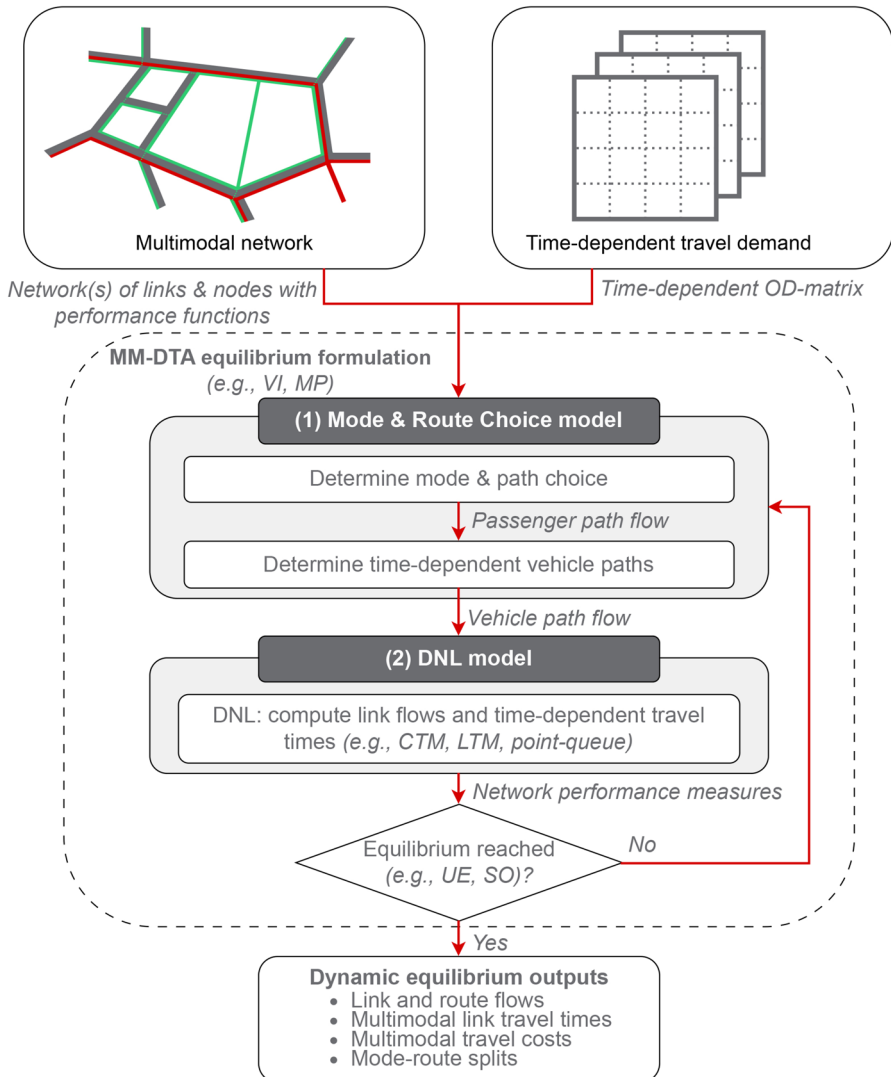 Multimodal network
Time-dependent travel demand
Network(s) of links & nodes with
performance functions
Time-dependent OD-matrix
MM-DTA equilibrium formulation
(e.g., VI, MP)
(1) Mode & Route Choice model
Determine mode & path choice
Passenger path flow
Determine time-dependent vehicle paths
Vehicle path flow
(2) DNL model
DNL: compute link flows and time-dependent travel
times (e.g., CTM, LTM, point-queue)
Network performance measures
Equilibrium reached
(e.g., UE, SO)?
No
Yes
Dynamic equilibrium outputs
• Link and route flows
• Multimodal link travel times
• Multimodal travel costs
• Mode-route splits